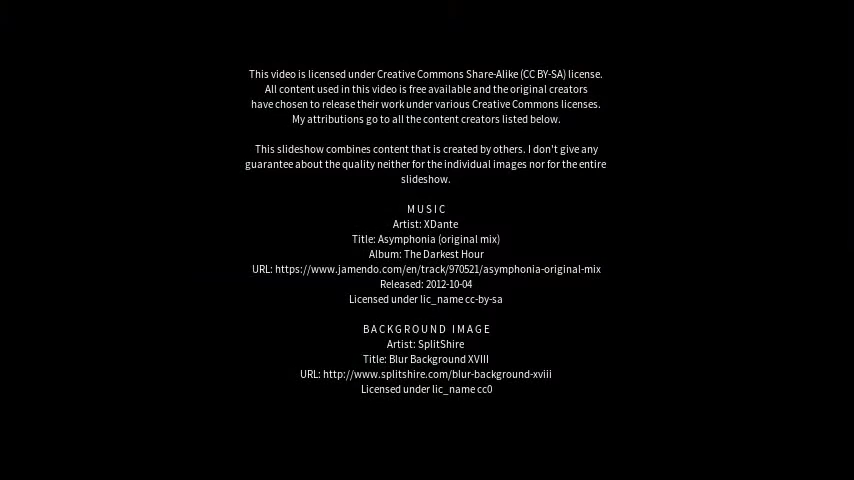 This video is licensed under Creative Commons Share-Alike (CC BY-SA) license.
All content used in this video is free available and the original creators
have chosen to release their work under various Creative Commons licenses.
My attributions go to all the content creators listed below.
This slideshow combines content that is created by others. I don't give any
guarantee about the quality neither for the individual images nor for the entire
slideshow.
MUSIC
Artist: XDante
Title: Asymphonia (original mix)
Album: The Darkest Hour
URL: https://www.jamendo.com/en/track/970521/asymphonia-original-mix
Released: 2012-10-04
Licensed under lic_name cc-by-sa
BACKGROUND IMAGE
Artist: SplitShire
Title: Blur Background XVIII
URL: http://www.splitshire.com/blur-background-xviii
Licensed under lic_name cc0